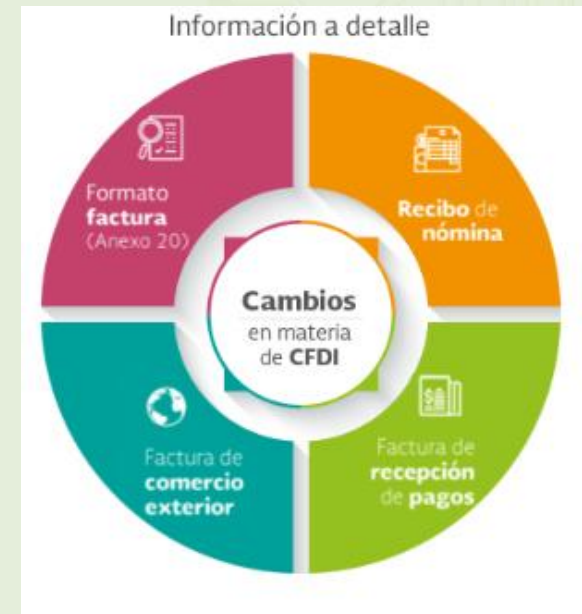 Información a detalle
Formato
factura
(Anexo 20)
Recibo de
nómina
Cambios
en materia
de CFDI
Factura de
comercio
exterior
Factura de
recepción
de pagos